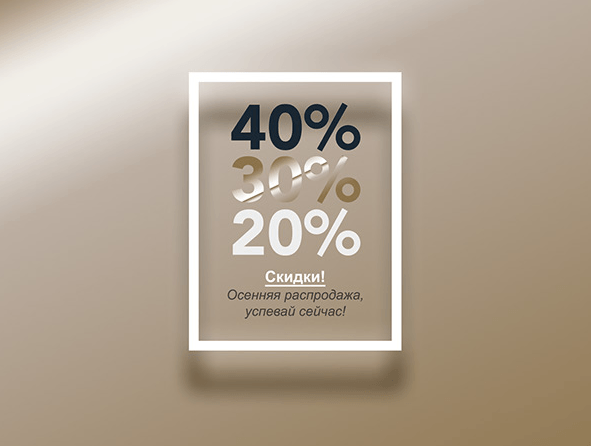 40%
30%
20%
Скидки!
Осенняя распродажа,
успевай сейчас!